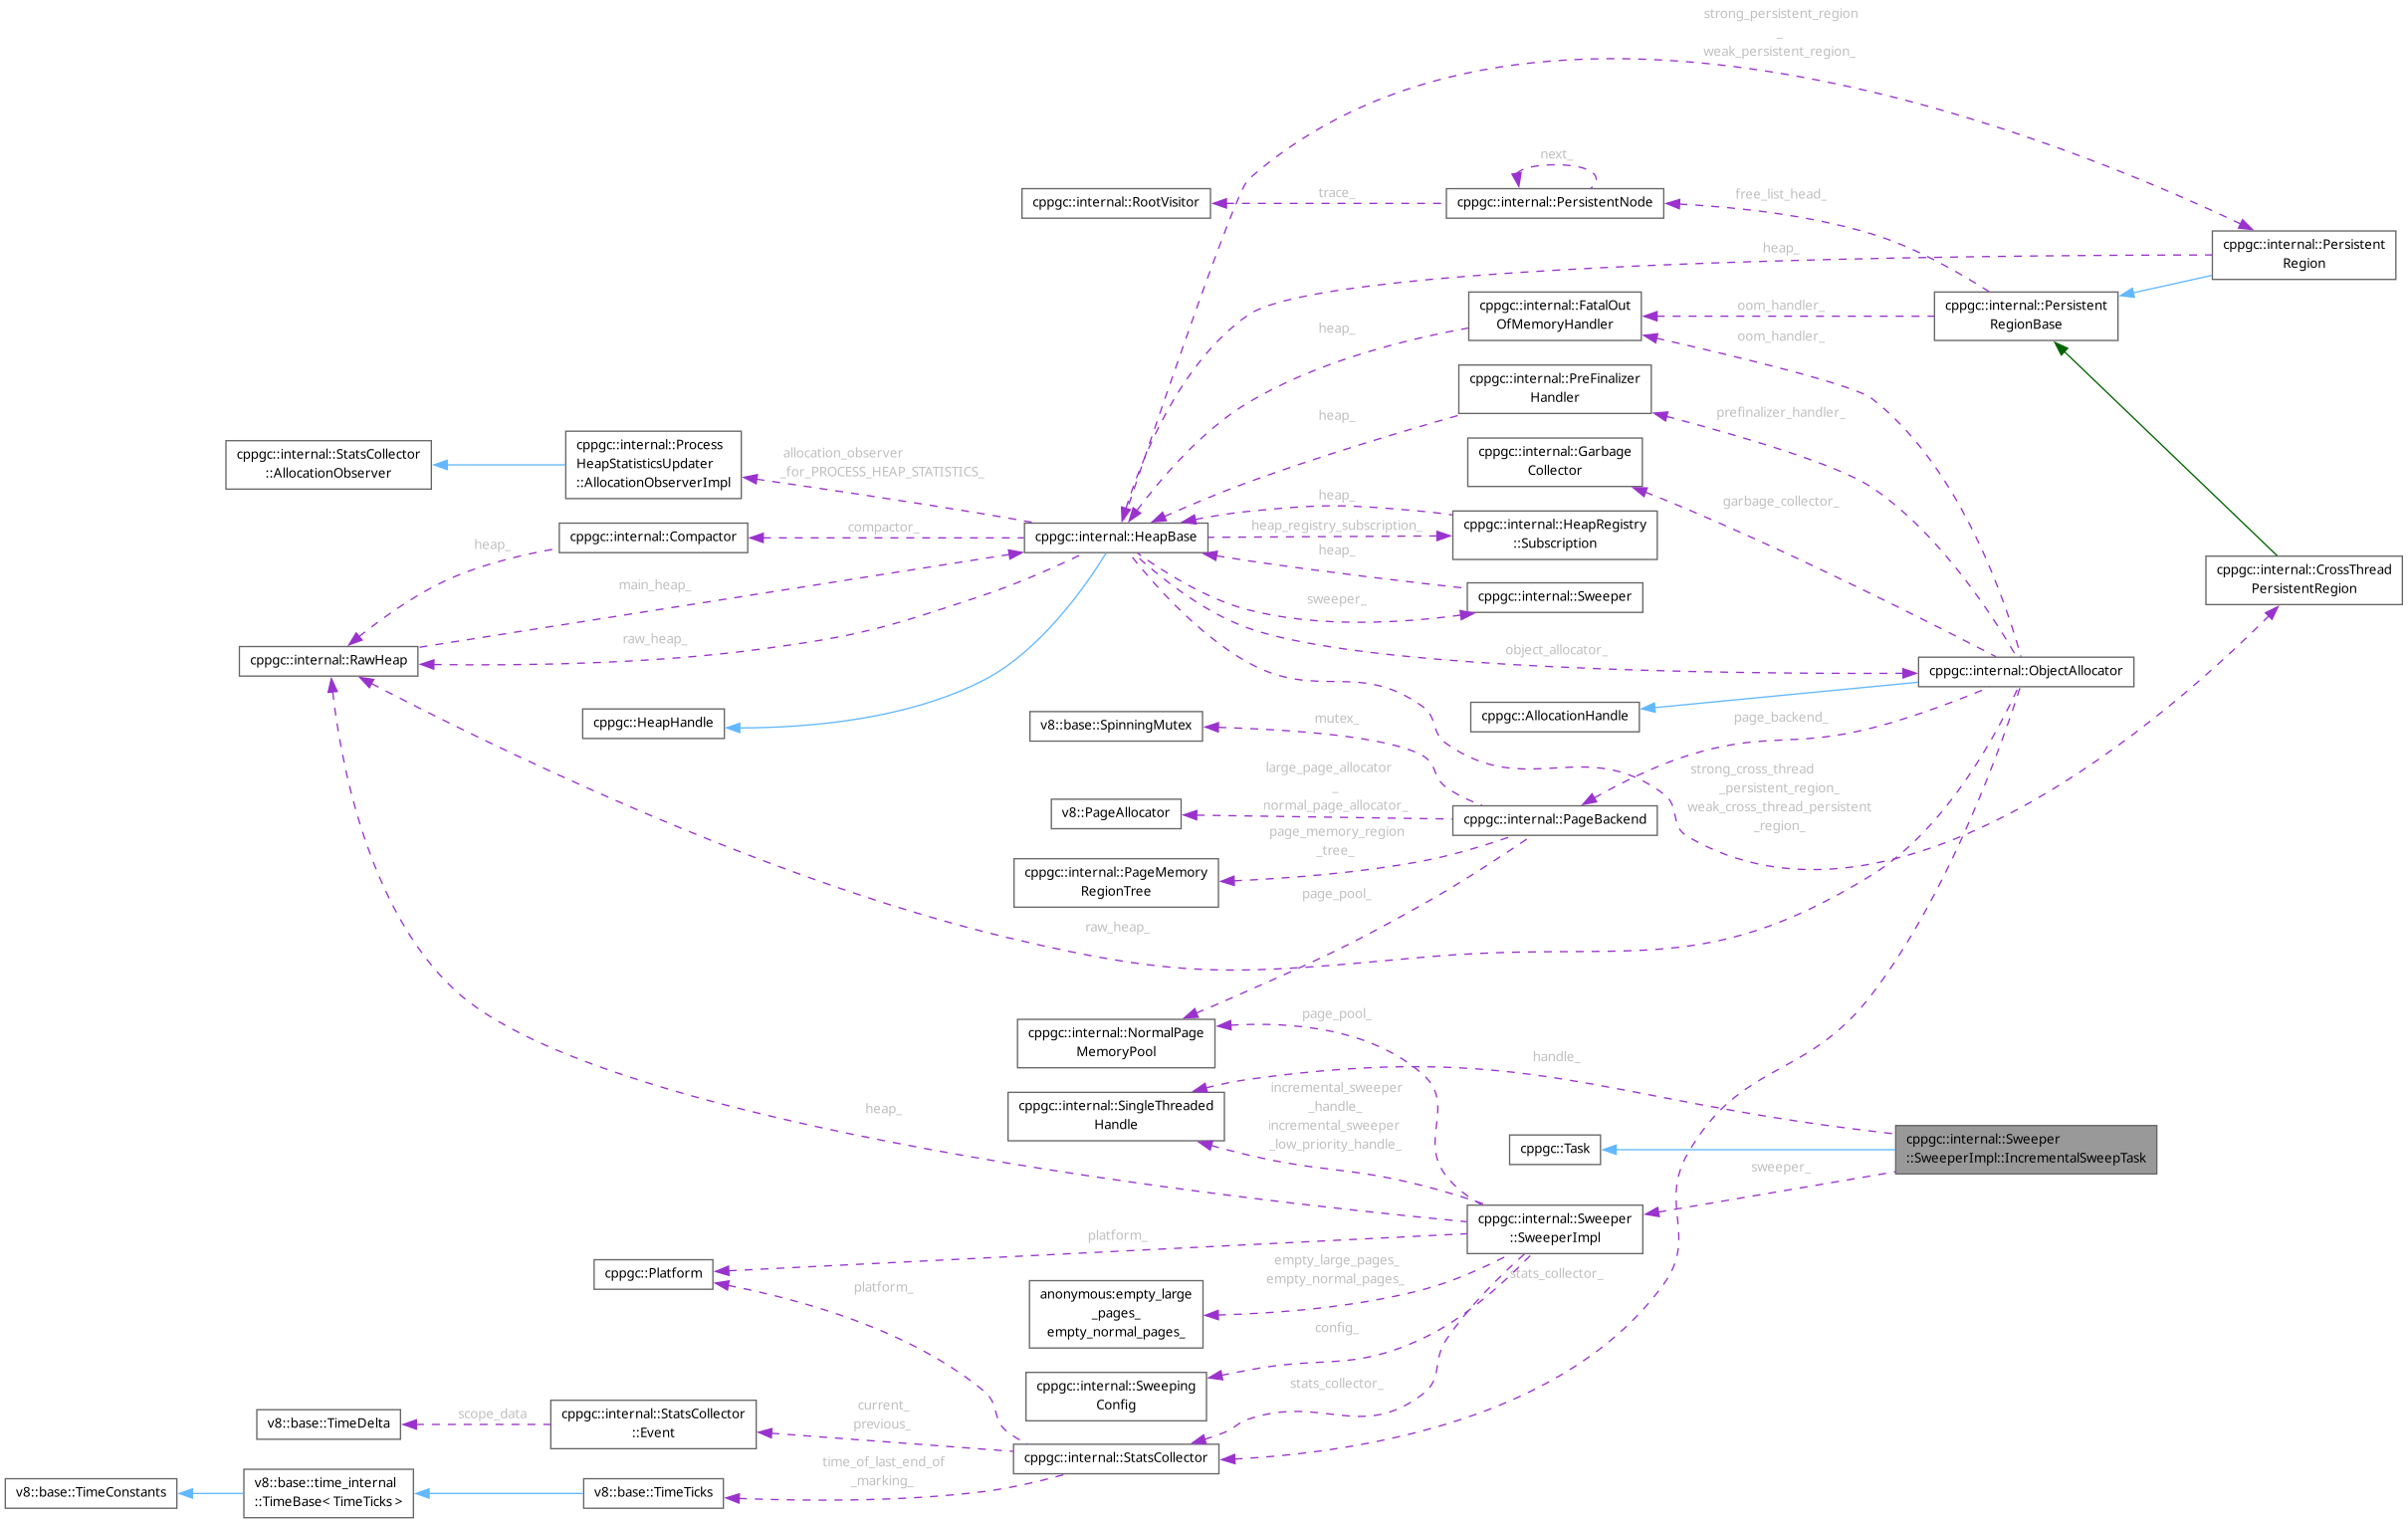 strong_persistent_region
_
weak_persistent_region_
next_
cppgc::internal::RootVisitor
trace_
cppgc::internal::PersistentNode
free_list_head_
cppgc::internal::Persistent
Region
heap_
cppgc::internal::FatalOut
OfMemoryHandler
oom_handler_
cppgc::internal::Persistent
RegionBase
heap_
oom_handler_
cppgc::internal::PreFinalizer
Handler
heap_
prefinalizer_handler_
cppgc::internal::StatsCollector
::AllocationObserver
cppgc::internal::Process
HeapStatisticsUpdater
::AllocationObserverImpl
allocation_observer
_for_PROCESS_HEAP_STATISTICS_
cppgc::internal::Garbage
Collector
garbage_collector_
heap_
cppgc::internal::Compactor
compactor_
cppgc::internal::HeapBase
heap_registry_subscription_
cppgc::internal::HeapRegistry
::Subscription
heap_
heap_
main_heap_
sweeper_
cppgc::internal::Sweeper
cppgc::internal::CrossThread
PersistentRegion
raw_heap_
cppgc::internal::RawHeap
object_allocator_
cppgc::internal::ObjectAllocator
cppgc::HeapHandle
v8::base::SpinningMutex
mutex_
cppgc::AllocationHandle
page_backend_
large_page_allocator
_
normal_page_allocator_
v8::PageAllocator
cppgc::internal::PageBackend
strong_cross_thread
_persistent_region_
weak_cross_thread_persistent
_region_
page_memory_region
_tree_
cppgc::internal::PageMemory
RegionTree
page_pool_
raw_heap_
cppgc::internal::NormalPage
MemoryPool
page_pool_
handle_
cppgc::internal::SingleThreaded
Handle
incremental_sweeper
_handle_
incremental_sweeper
_low_priority_handle_
heap_
cppgc::Task
cppgc::internal::Sweeper
::SweeperImpl::IncrementalSweepTask
sweeper_
cppgc::internal::Sweeper
::SweeperImpl
platform_
cppgc::Platform
platform_
empty_large_pages_
empty_normal_pages_
stats_collector_
anonymous:empty_large
_pages_
empty_normal_pages_
config_
cppgc::internal::Sweeping
Config
stats_collector_
v8::base::TimeDelta
scope_data
cppgc::internal::StatsCollector
::Event
current_
previous_
cppgc::internal::StatsCollector
time_of_last_end_of
_marking_
v8::base::TimeConstants
v8::base::time_internal
::TimeBase< TimeTicks >
v8::base::TimeTicks